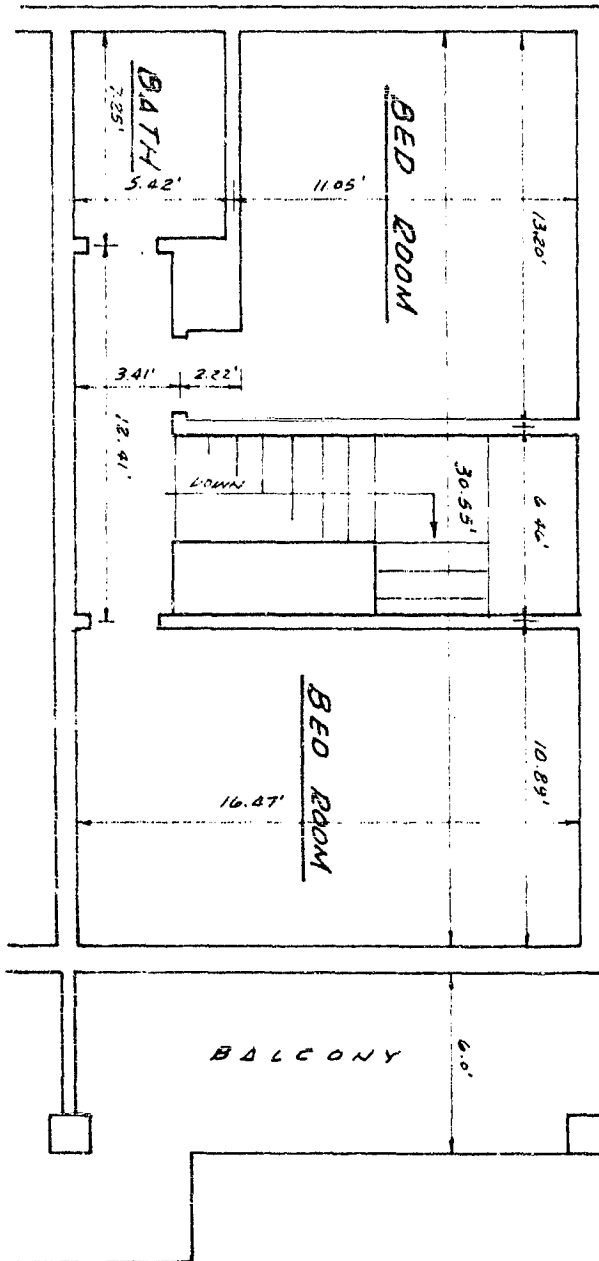 BATH
7.25'
5.42'
BED ROOM
11.05'
13.20'
3.41'
2.22'
12.41'
DOWN
30.55'
6.46'
BED ROOM
16.47'
10.89'
BALCONY
6.0'